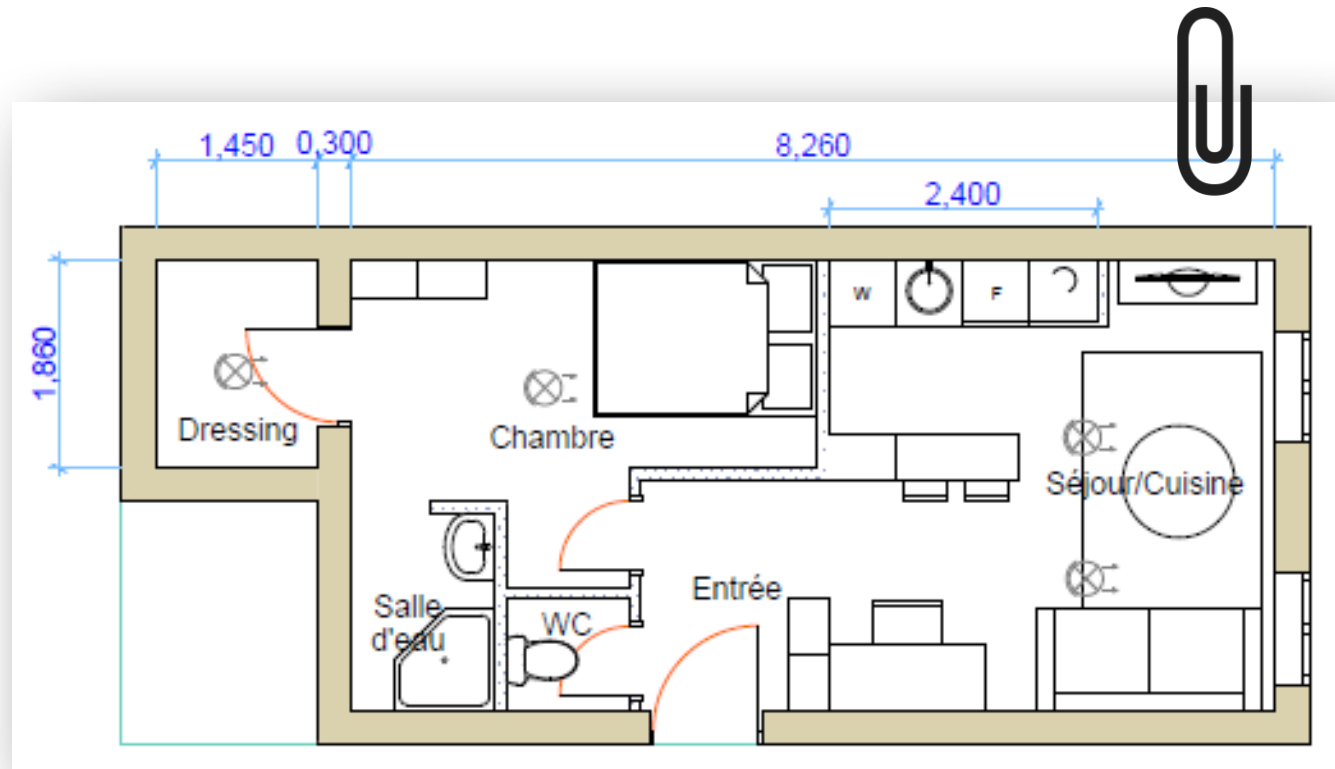 1,450
0,300
8,260
2,400
1,860
W
F
Dressing
Chambre
Séjour/Cuisine
Entrée
Salle
d'eau
WC